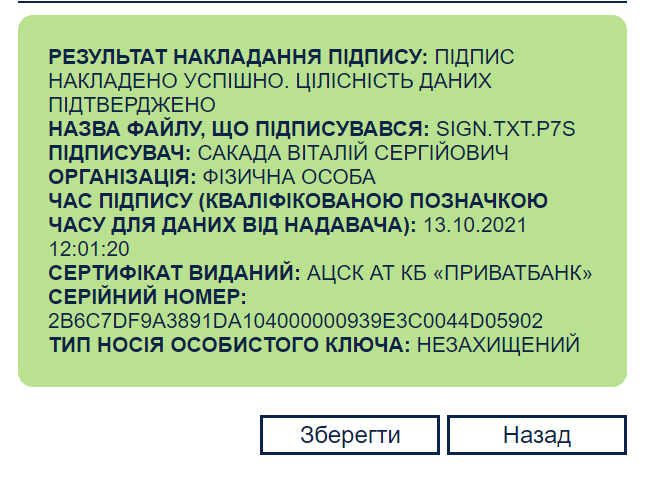 РЕЗУЛЬТАТ НАКЛАДАННЯ ПІДПИСУ: ПІДПИС
НАКЛАДЕНО УСПІШНО. ЦІЛІСНІСТЬ ДАНИХ
ПІДТВЕРДЖЕНО
НАЗВА ФАЙЛУ, ЩО ПІДПИСУВАВСЯ: SIGN.TXT.P7S
ПІДПИСУВАЧ: САКАДА ВІТАЛІЙ СЕРГІЙОВИЧ
ОРГАНІЗАЦІЯ: ФІЗИЧНА ОСОБА
ЧАС ПІДПИСУ (КВАЛІФІКОВАНОЮ ПОЗНАЧКОЮ
ЧАСУ ДЛЯ ДАНИХ ВІД НАДАВАЧА): 13.10.2021
12:01:20
СЕРТИФІКАТ ВИДАНИЙ: АЦСК АТ КБ «ПРИВАТБАНК»
СЕРІЙНИЙ НОМЕР:
2B6C7DF9A3891DA104000000939E3C0044D05902
ТИП НОСІЯ ОСОБИСТОГО КЛЮЧА: НЕЗАХИЩЕНИЙ
Зберегти
Назад